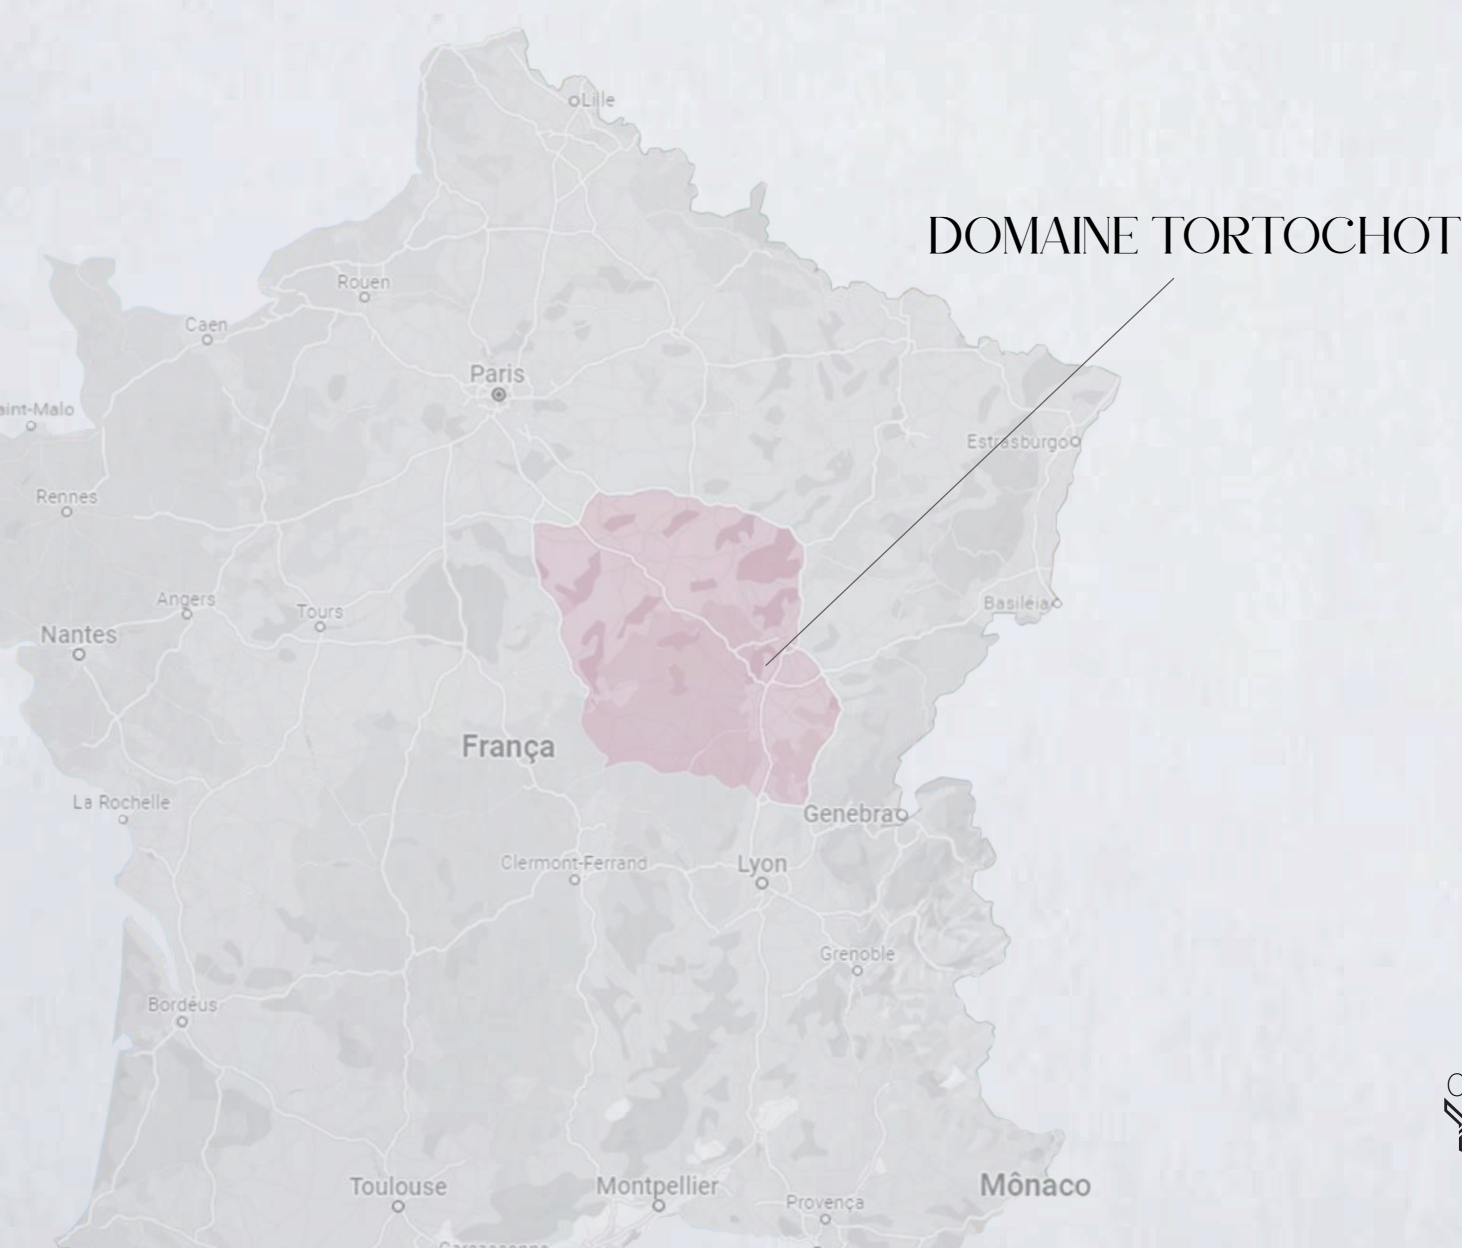 Lille
DOMAINE TORTOCHOT
Rouen
Caen
Paris
aint-Malo
Estrasburgo
Rennes
Angers
Tours
Basiléia
Nantes
França
La Rochelle
Genebra
Clermont-Ferrand
Lyon
Grenoble
Bordéus
Toulouse
Montpellier
Mônaco
Provença